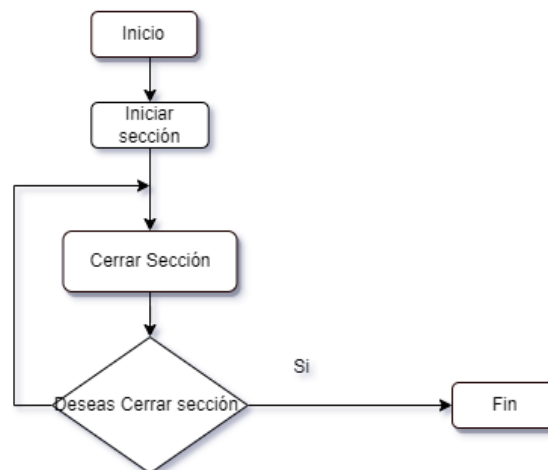 Inicio
Iniciar
sección
Cerrar Sección
Deseas Cerrar sección
Si
Fin